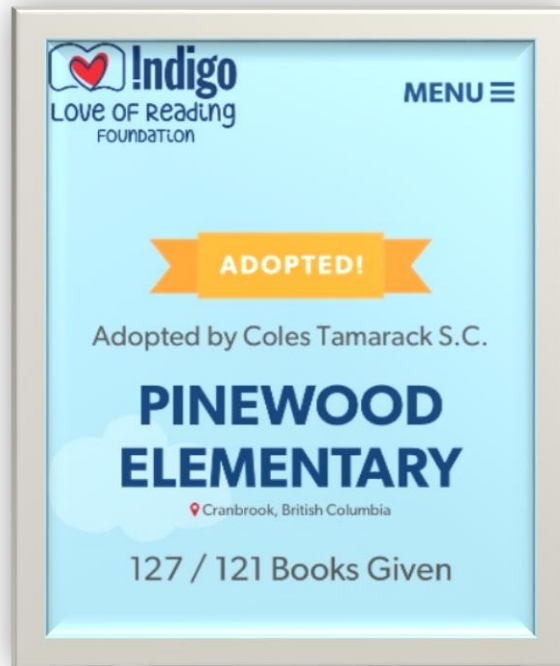 !ndigo
MENU
LOVE OF READING
FOUNDATION
ADOPTED!
Adopted by Coles Tamarack S.C.
PINEWOOD
ELEMENTARY
Cranbrook, British Columbia
127 / 121 Books Given